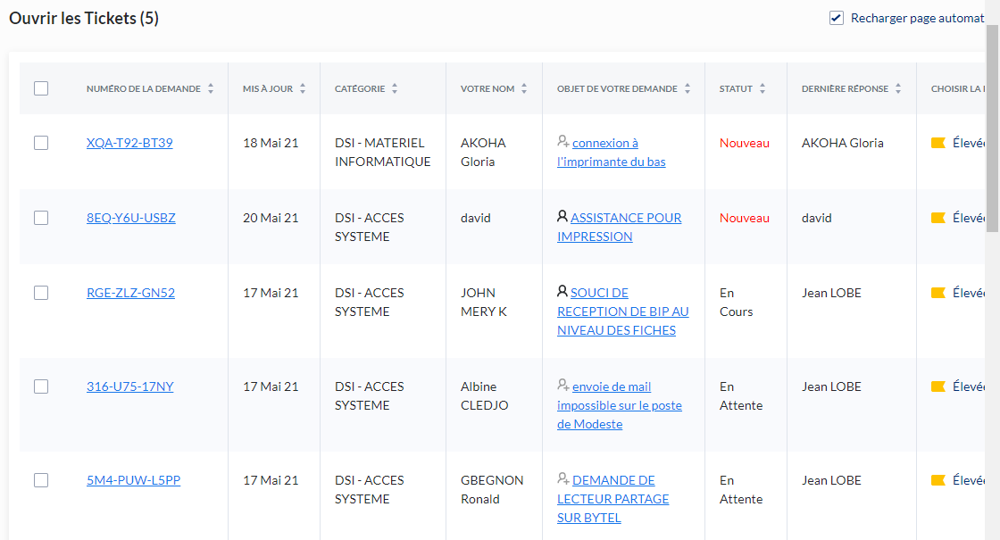 Ouvrir les Tickets (5)
Recharger page automat
NUMÉRO DE LA DEMANDE MIS À JOUR CATÉGORIE VOTRE NOM OBJET DE VOTRE DEMANDE STATUT DERNIÈRE RÉPONSE CHOISIR LA
XQA-T92-BT39 18 Mai 21 DSI - MATERIEL AKOHA connexion à Nouveau AKOHA Gloria Élevé
INFORMATIQUE Gloria l'imprimante du bas
8EQ-Y6U-USBZ 20 Mai 21 DSI - ACCES david ASSISTANCE POUR Nouveau david Élevé
SYSTEME IMPRESSION
RGE-ZLZ-GN52 17 Mai 21 DSI - ACCES JOHN SOUCI DE En Jean LOBE Élevé
SYSTEME MERY K RECEPTION DE BIP AU Cours
NIVEAU DES FICHES
316-U75-17NY 17 Mai 21 DSI - ACCES Albine envoie de mail En Jean LOBE Élevé
SYSTEME CLEDJO impossible sur le poste Attente
de Modeste
5M4-PUW-L5PP 17 Mai 21 DSI - ACCES GBEGNON DEMANDE DE En Jean LOBE Élevé
SYSTEME Ronald LECTEUR PARTAGE Attente
SUR BYTEL